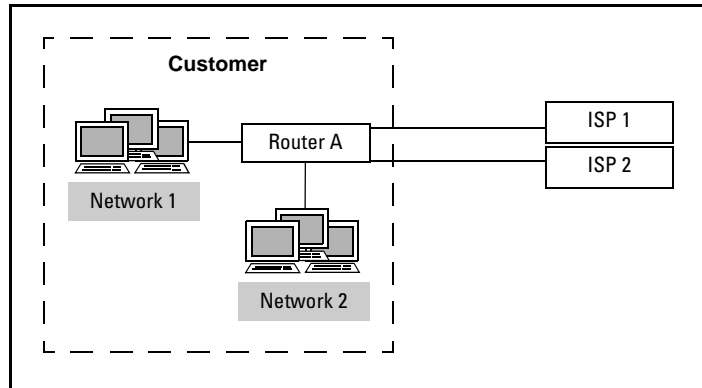 Customer
Router A
ISP 1
ISP 2
Network 1
Network 2